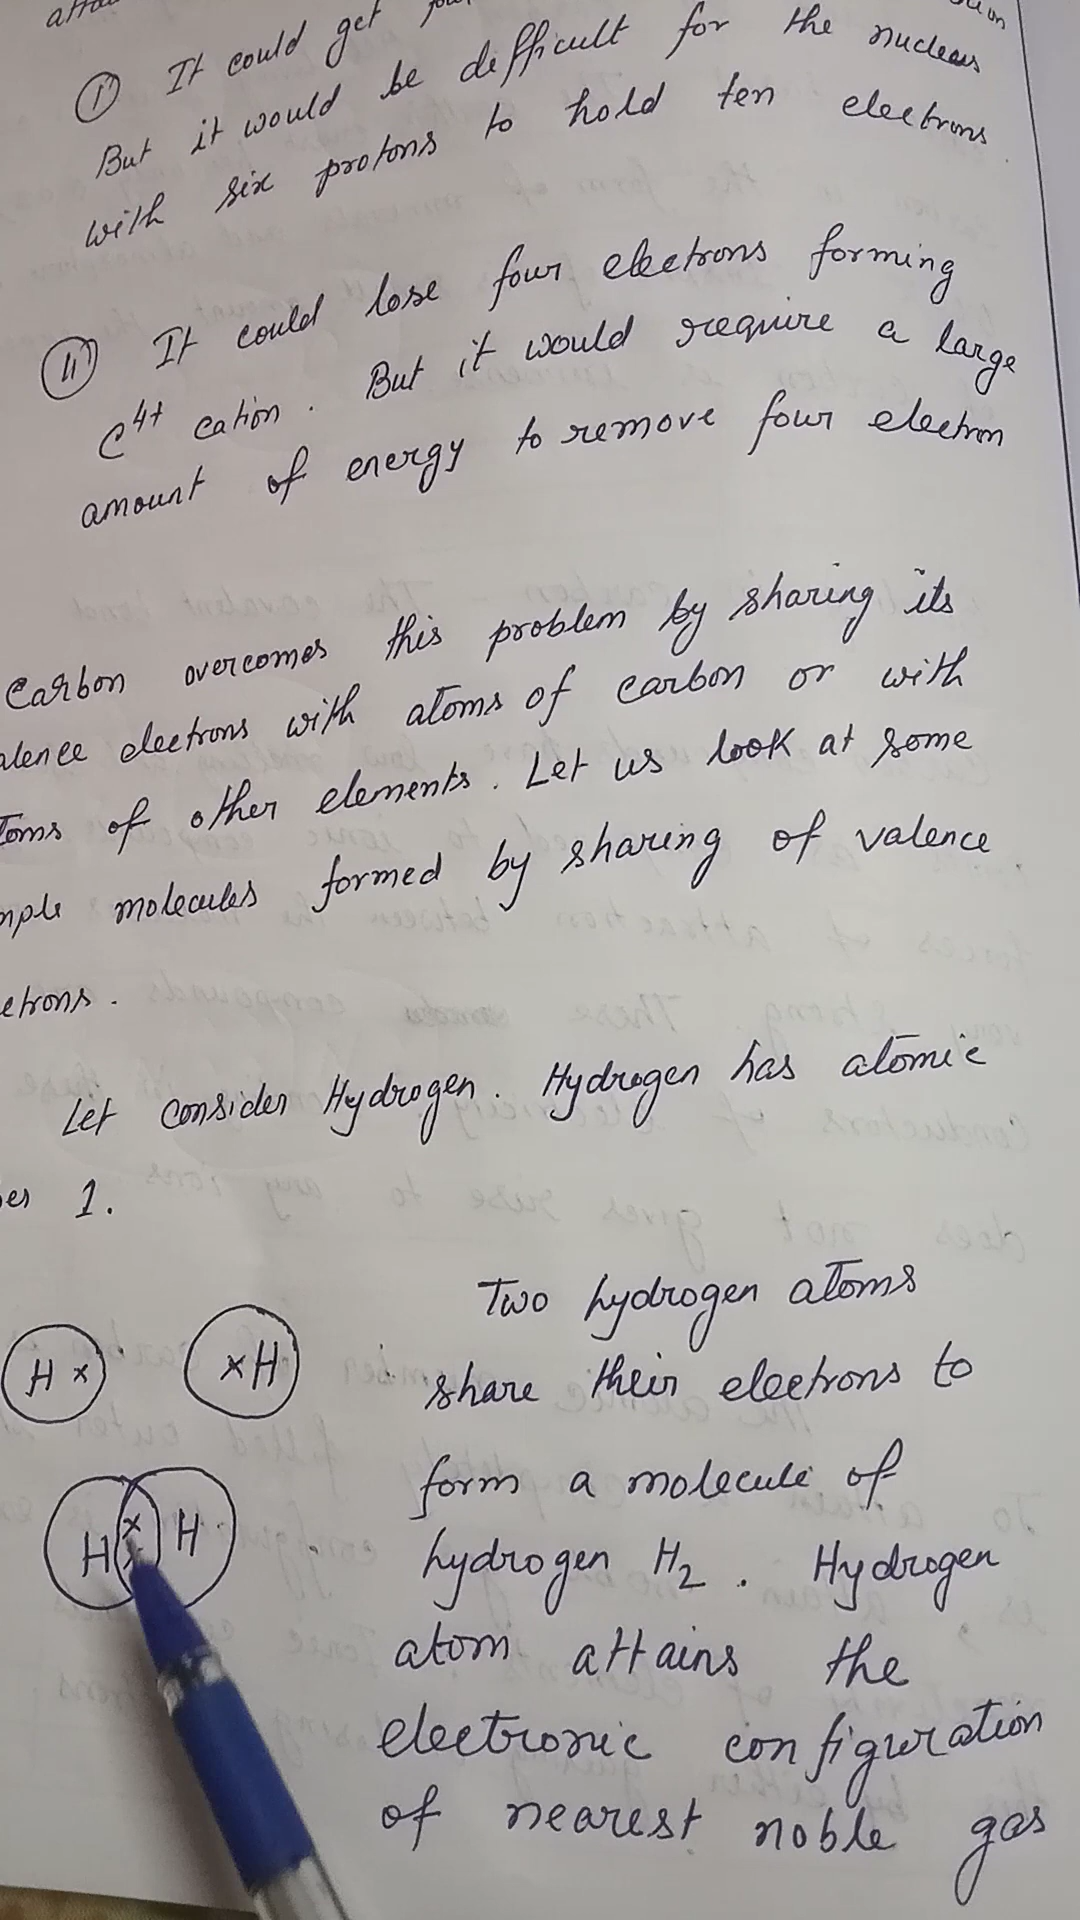 (i) It could get
But it would be difficult for the nucleus
with six protons to hold ten electrons.
(ii) It could lose four electrons forming
C4+ cation. But it would require a large
amount of energy to remove four electron
Carbon overcomes this problem by sharing its
alence electrons with atoms of carbon or with
toms of other elements. Let us look at some
mple molecules formed by sharing of valence
etrons.
Let consider Hydrogen. Hydrogen has atomic
ber 1.
H x
x H
H x x H
Two hydrogen atoms
share their electrons to
form a molecule of
hydrogen H2. Hydrogen
atom attains the
electronic configuration
of nearest noble gas